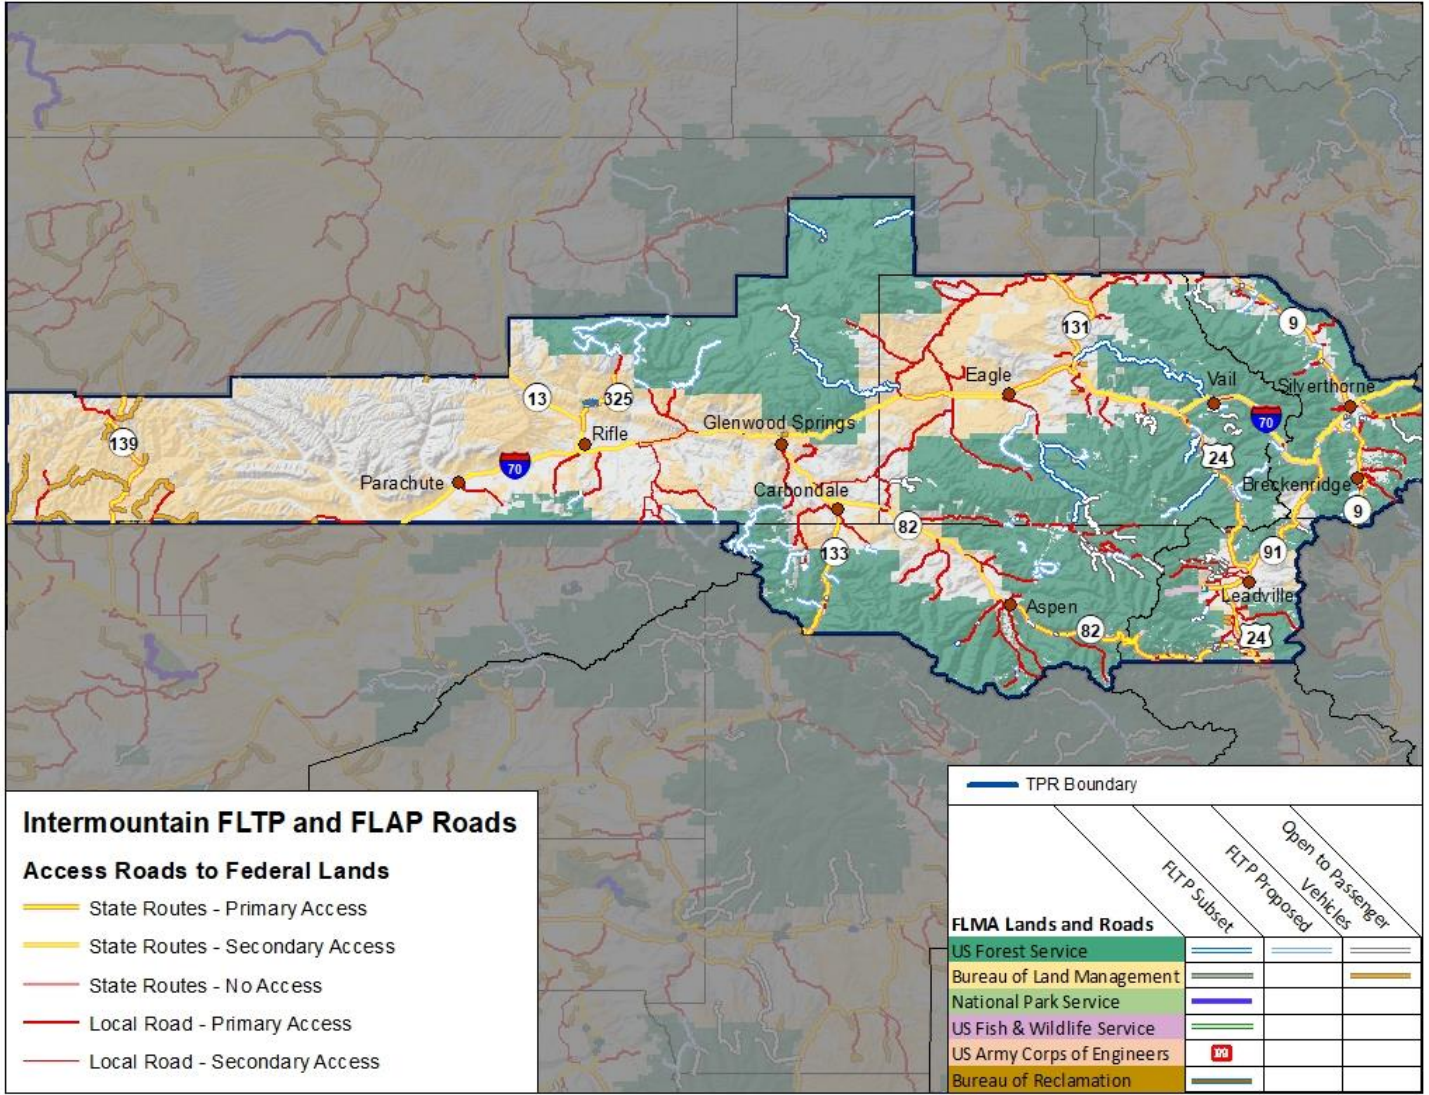 9
131
Eagle
Vail
Silverthorne
13
325
70
139
Rifle
Glenwood Springs
24
70
Parachute
Carbondale
Breckenridge
82
9
133
91
Leadville
Aspen
82
24
TPR Boundary
FLTP Subset
FLTP Proposed
Open to Passenger
Vehicles
FLMA Lands and Roads
US Forest Service
Bureau of Land Management
National Park Service
US Fish & Wildlife Service
US Army Corps of Engineers
Bureau of Reclamation
Intermountain FLTP and FLAP Roads
Access Roads to Federal Lands
State Routes - Primary Access
State Routes - Secondary Access
State Routes - No Access
Local Road - Primary Access
Local Road - Secondary Access